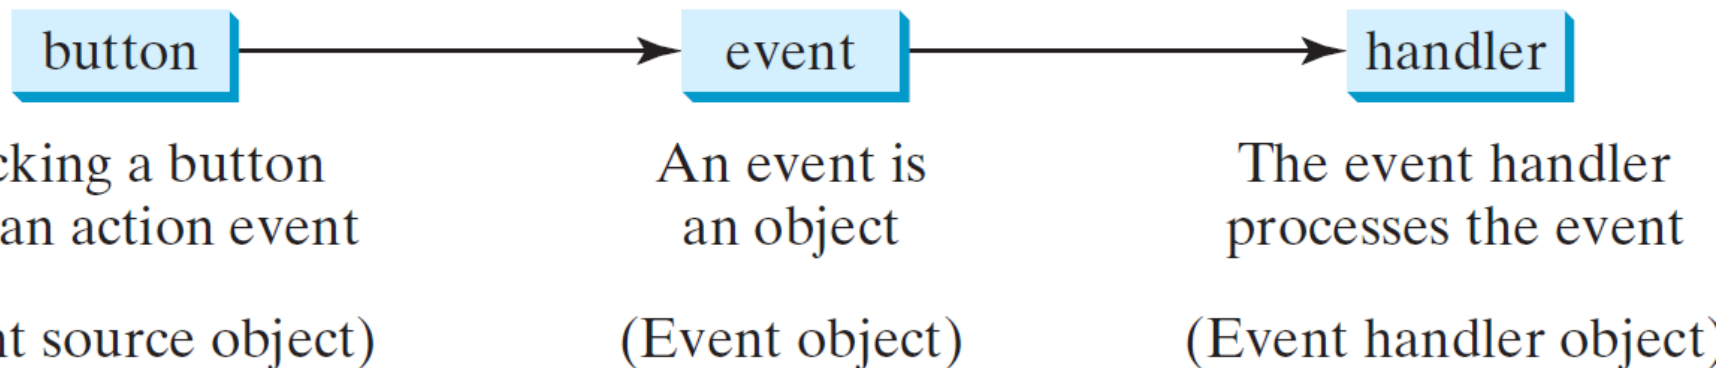 button event handler
cking a button An event is The event handler
an action event an object processes the event
nt source object) (Event object) (Event handler object)